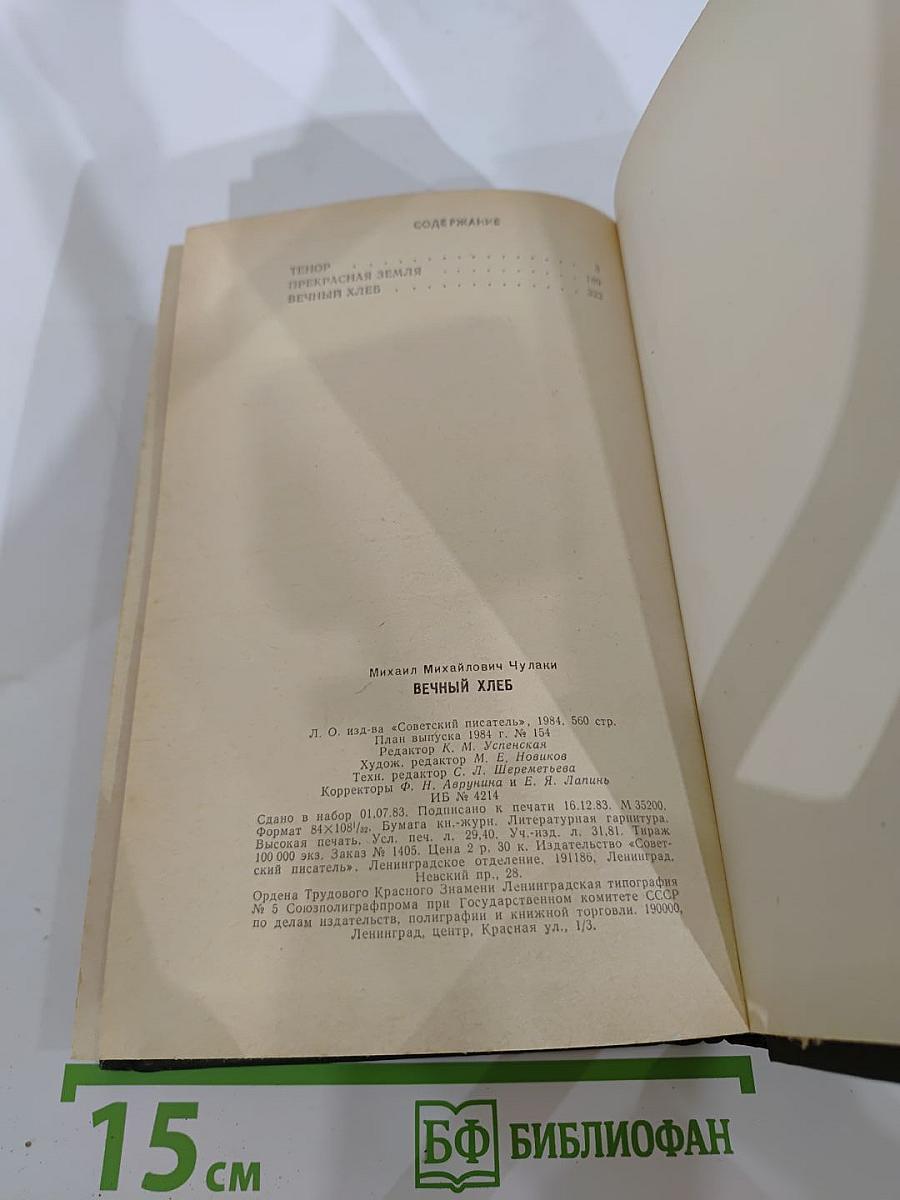 СОДЕРЖАНИЕ
ТЕНОР . . . . . . . . . . . . . . . . 3
ПРЕКРАСНАЯ ЗЕМЛЯ . . . . . . . . . .
ВЕЧНЫЙ ХЛЕБ . . . . . . . . . . . . .
Михаил Михайлович Чулаки
ВЕЧНЫЙ ХЛЕБ
Л. О. изд-ва «Советский писатель», 1984, 560 стр.
План выпуска 1984 г. № 154
Редактор К. М. Успенская
Худож. редактор М. Е. Новиков
Техн. редактор С. Л. Шереметьева
Корректоры Ф. Н. Аврунина и Е. Я. Лапинь
ИБ № 4214
Сдано в набор 01.07.83. Подписано к печати 16.12.83. М 35200.
Формат 84×108¹/₃₂. Бумага кн.-журн. Литературная гарнитура.
Высокая печать. Усл. печ. л. 29,40. Уч.-изд. л. 31,81. Тираж
100 000 экз. Заказ № 1405. Цена 2 р. 30 к. Издательство «Совет-
ский писатель». Ленинградское отделение. 191186, Ленинград,
Невский пр., 28.
Ордена Трудового Красного Знамени Ленинградская типография
№ 5 Союзполиграфпрома при Государственном комитете СССР
по делам издательств, полиграфии и книжной торговли. 190000,
Ленинград, центр, Красная ул., 1/3.
15 см
БФ БИБЛИОФАН